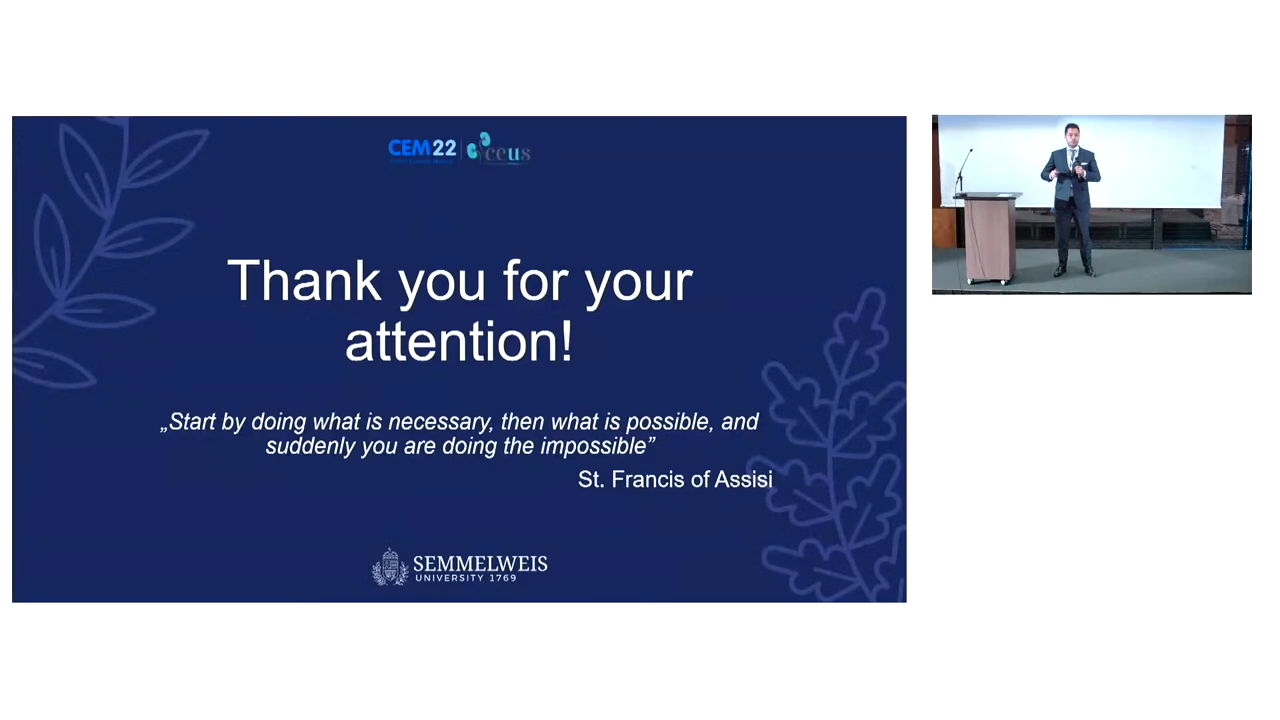 CEM22 ceus
Thank you for your
attention!
„Start by doing what is necessary, then what is possible, and
suddenly you are doing the impossible”
St. Francis of Assisi
SEMMELWEIS
UNIVERSITY 1769